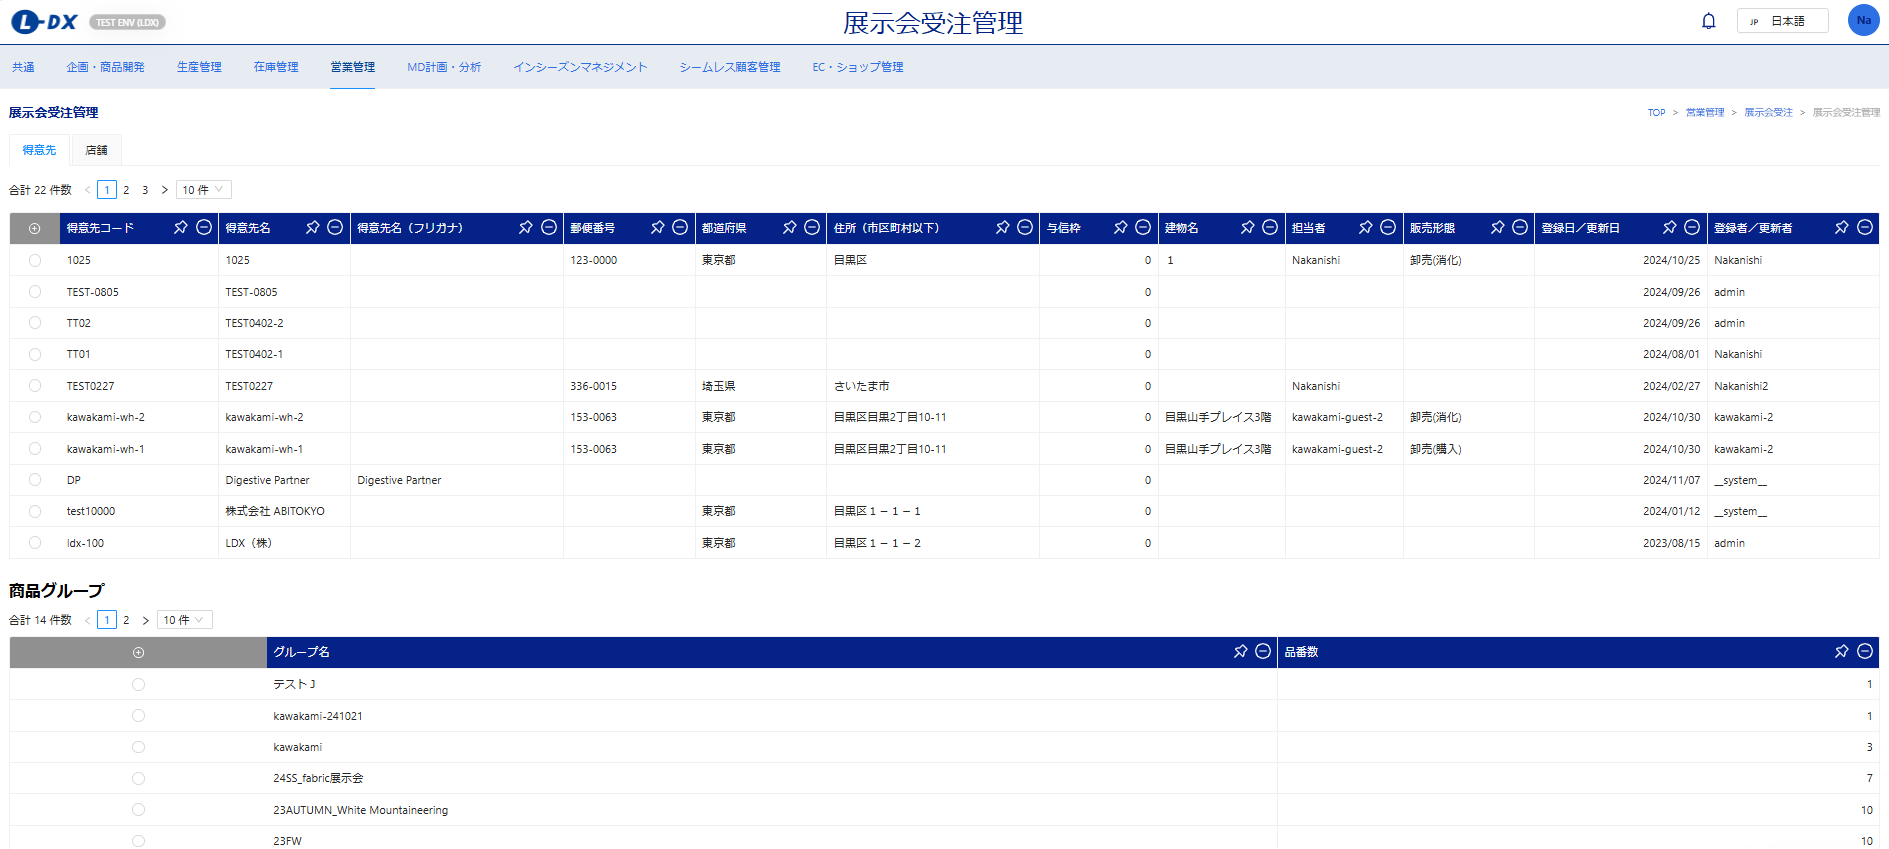 L-DX TEST ENV (LDX) 展示会受注管理 JP 日本語 Na
共通 企画・商品開発 生産管理 在庫管理 営業管理 MD計画・分析 インシーズンマネジメント シームレス顧客管理 EC・ショップ管理
展示会受注管理 TOP > 営業管理 > 展示会受注 > 展示会受注管理
得意先 店舗
合計 22 件数 < 1 2 3 > 10 件
得意先コード 得意先名 得意先名（フリガナ） 郵便番号 都道府県 住所（市区町村以下） 与信枠 建物名 担当者 販売形態 登録日／更新日 登録者／更新者
1025 1025 123-0000 東京都 目黒区 0 1 Nakanishi 卸売(消化) 2024/10/25 Nakanishi
TEST-0805 TEST-0805 0 2024/09/26 admin
TT02 TEST0402-2 0 2024/09/26 admin
TT01 TEST0402-1 0 2024/08/01 Nakanishi
TEST0227 TEST0227 336-0015 埼玉県 さいたま市 0 Nakanishi 2024/02/27 Nakanishi2
kawakami-wh-2 kawakami-wh-2 153-0063 東京都 目黒区目黒2丁目10-11 0 目黒山手プレイス3階 kawakami-guest-2 卸売(消化) 2024/10/30 kawakami-2
kawakami-wh-1 kawakami-wh-1 153-0063 東京都 目黒区目黒2丁目10-11 0 目黒山手プレイス3階 kawakami-guest-2 卸売(購入) 2024/10/30 kawakami-2
DP Digestive Partner Digestive Partner 0 2024/11/07 __system__
test10000 株式会社 ABITOKYO 東京都 目黒区１－１－１ 0 2024/01/12 __system__
ldx-100 LDX（株） 東京都 目黒区１－１－２ 0 2023/08/15 admin
商品グループ
合計 14 件数 < 1 2 > 10 件
グループ名 品番数
テストJ 1
kawakami-241021 1
kawakami 3
24SS_fabric展示会 7
23AUTUMN_White Mountaineering 10
23FW 10